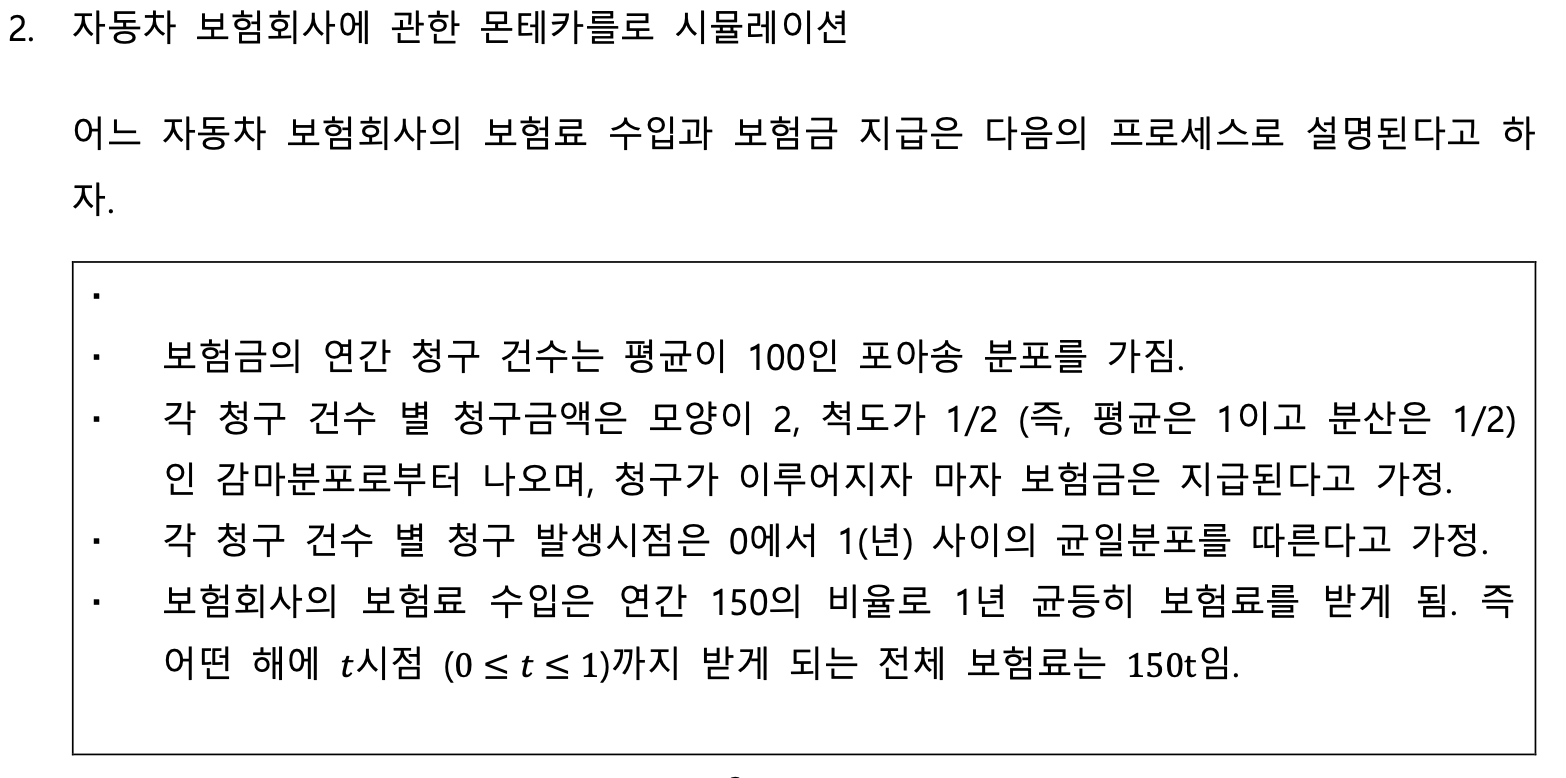 2. 자동차 보험회사에 관한 몬테카를로 시뮬레이션
어느 자동차 보험회사의 보험료 수입과 보험금 지급은 다음의 프로세스로 설명된다고 하
자.
▪
▪ 보험금의 연간 청구 건수는 평균이 100인 포아송 분포를 가짐.
▪ 각 청구 건수 별 청구금액은 모양이 2, 척도가 1/2 (즉, 평균은 1이고 분산은 1/2)
인 감마분포로부터 나오며, 청구가 이루어지자 마자 보험금은 지급된다고 가정.
▪ 각 청구 건수 별 청구 발생시점은 0에서 1(년) 사이의 균일분포를 따른다고 가정.
▪ 보험회사의 보험료 수입은 연간 150의 비율로 1년 균등히 보험료를 받게 됨. 즉
어떤 해에 t시점 (0 ≤ t ≤ 1)까지 받게 되는 전체 보험료는 150t임.